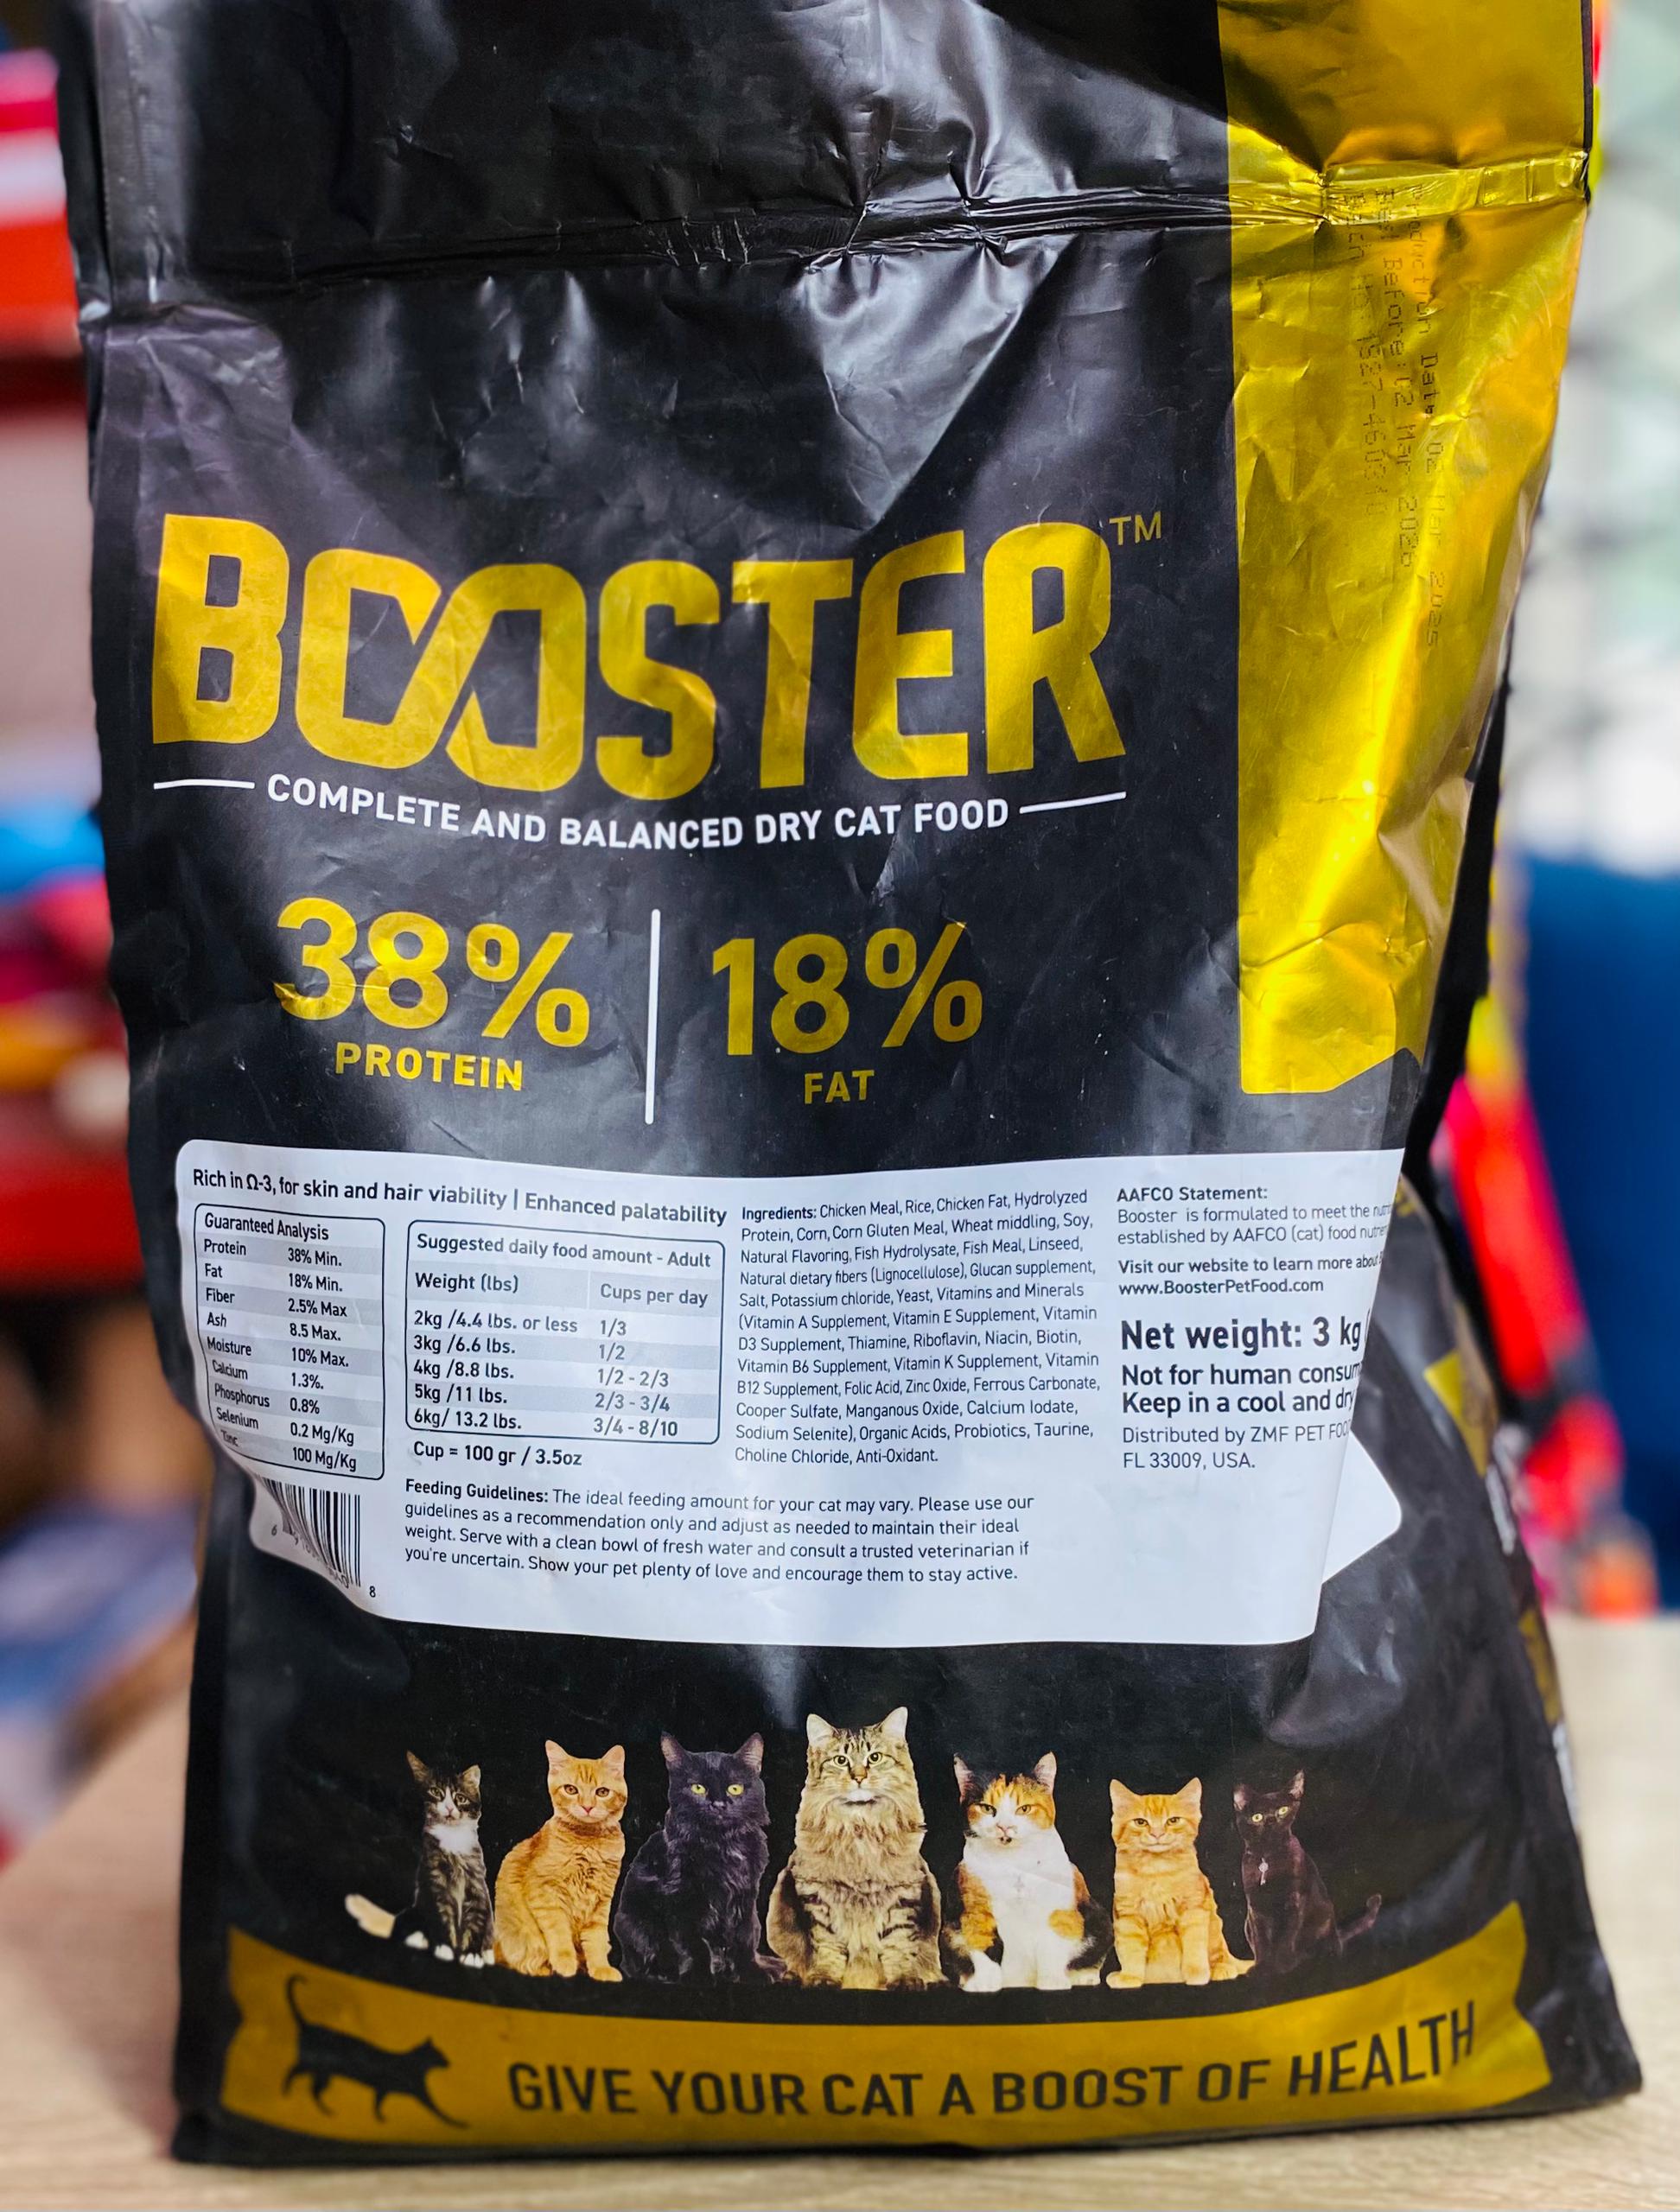 Production Date: 02 Mar 2025
Best Before: 02 Mar 2026
BOOSTER™
COMPLETE AND BALANCED DRY CAT FOOD
38%
PROTEIN
18%
FAT
Rich in Ω-3, for skin and hair viability | Enhanced palatability
Guaranteed Analysis
Protein 38% Min.
Fat 18% Min.
Fiber 2.5% Max
Ash 8.5 Max.
Moisture 10% Max.
Calcium 1.3%.
Phosphorus 0.8%
Selenium 0.2 Mg/Kg
Zinc 100 Mg/Kg
6
8
Suggested daily food amount - Adult
Weight (lbs) Cups per day
2kg /4.4 lbs. or less 1/3
3kg /6.6 lbs. 1/2
4kg /8.8 lbs. 1/2 - 2/3
5kg /11 lbs. 2/3 - 3/4
6kg/ 13.2 lbs. 3/4 - 8/10
Cup = 100 gr / 3.5oz
Feeding Guidelines: The ideal feeding amount for your cat may vary. Please use our
guidelines as a recommendation only and adjust as needed to maintain their ideal
weight. Serve with a clean bowl of fresh water and consult a trusted veterinarian if
you're uncertain. Show your pet plenty of love and encourage them to stay active.
Ingredients: Chicken Meal, Rice, Chicken Fat, Hydrolyzed
Protein, Corn, Corn Gluten Meal, Wheat middling, Soy,
Natural Flavoring, Fish Hydrolysate, Fish Meal, Linseed,
Natural dietary fibers (Lignocellulose), Glucan supplement,
Salt, Potassium chloride, Yeast, Vitamins and Minerals
(Vitamin A Supplement, Vitamin E Supplement, Vitamin
D3 Supplement, Thiamine, Riboflavin, Niacin, Biotin,
Vitamin B6 Supplement, Vitamin K Supplement, Vitamin
B12 Supplement, Folic Acid, Zinc Oxide, Ferrous Carbonate,
Cooper Sulfate, Manganous Oxide, Calcium Iodate,
Sodium Selenite), Organic Acids, Probiotics, Taurine,
Choline Chloride, Anti-Oxidant.
AAFCO Statement:
Booster is formulated to meet the
established by AAFCO (cat) food
Visit our website to learn more about
www.BoosterPetFood.com
Net weight: 3 kg
Not for human
Keep in a cool and dry
Distributed by ZMF PET
FL 33009, USA.
GIVE YOUR CAT A BOOST OF HEALTH